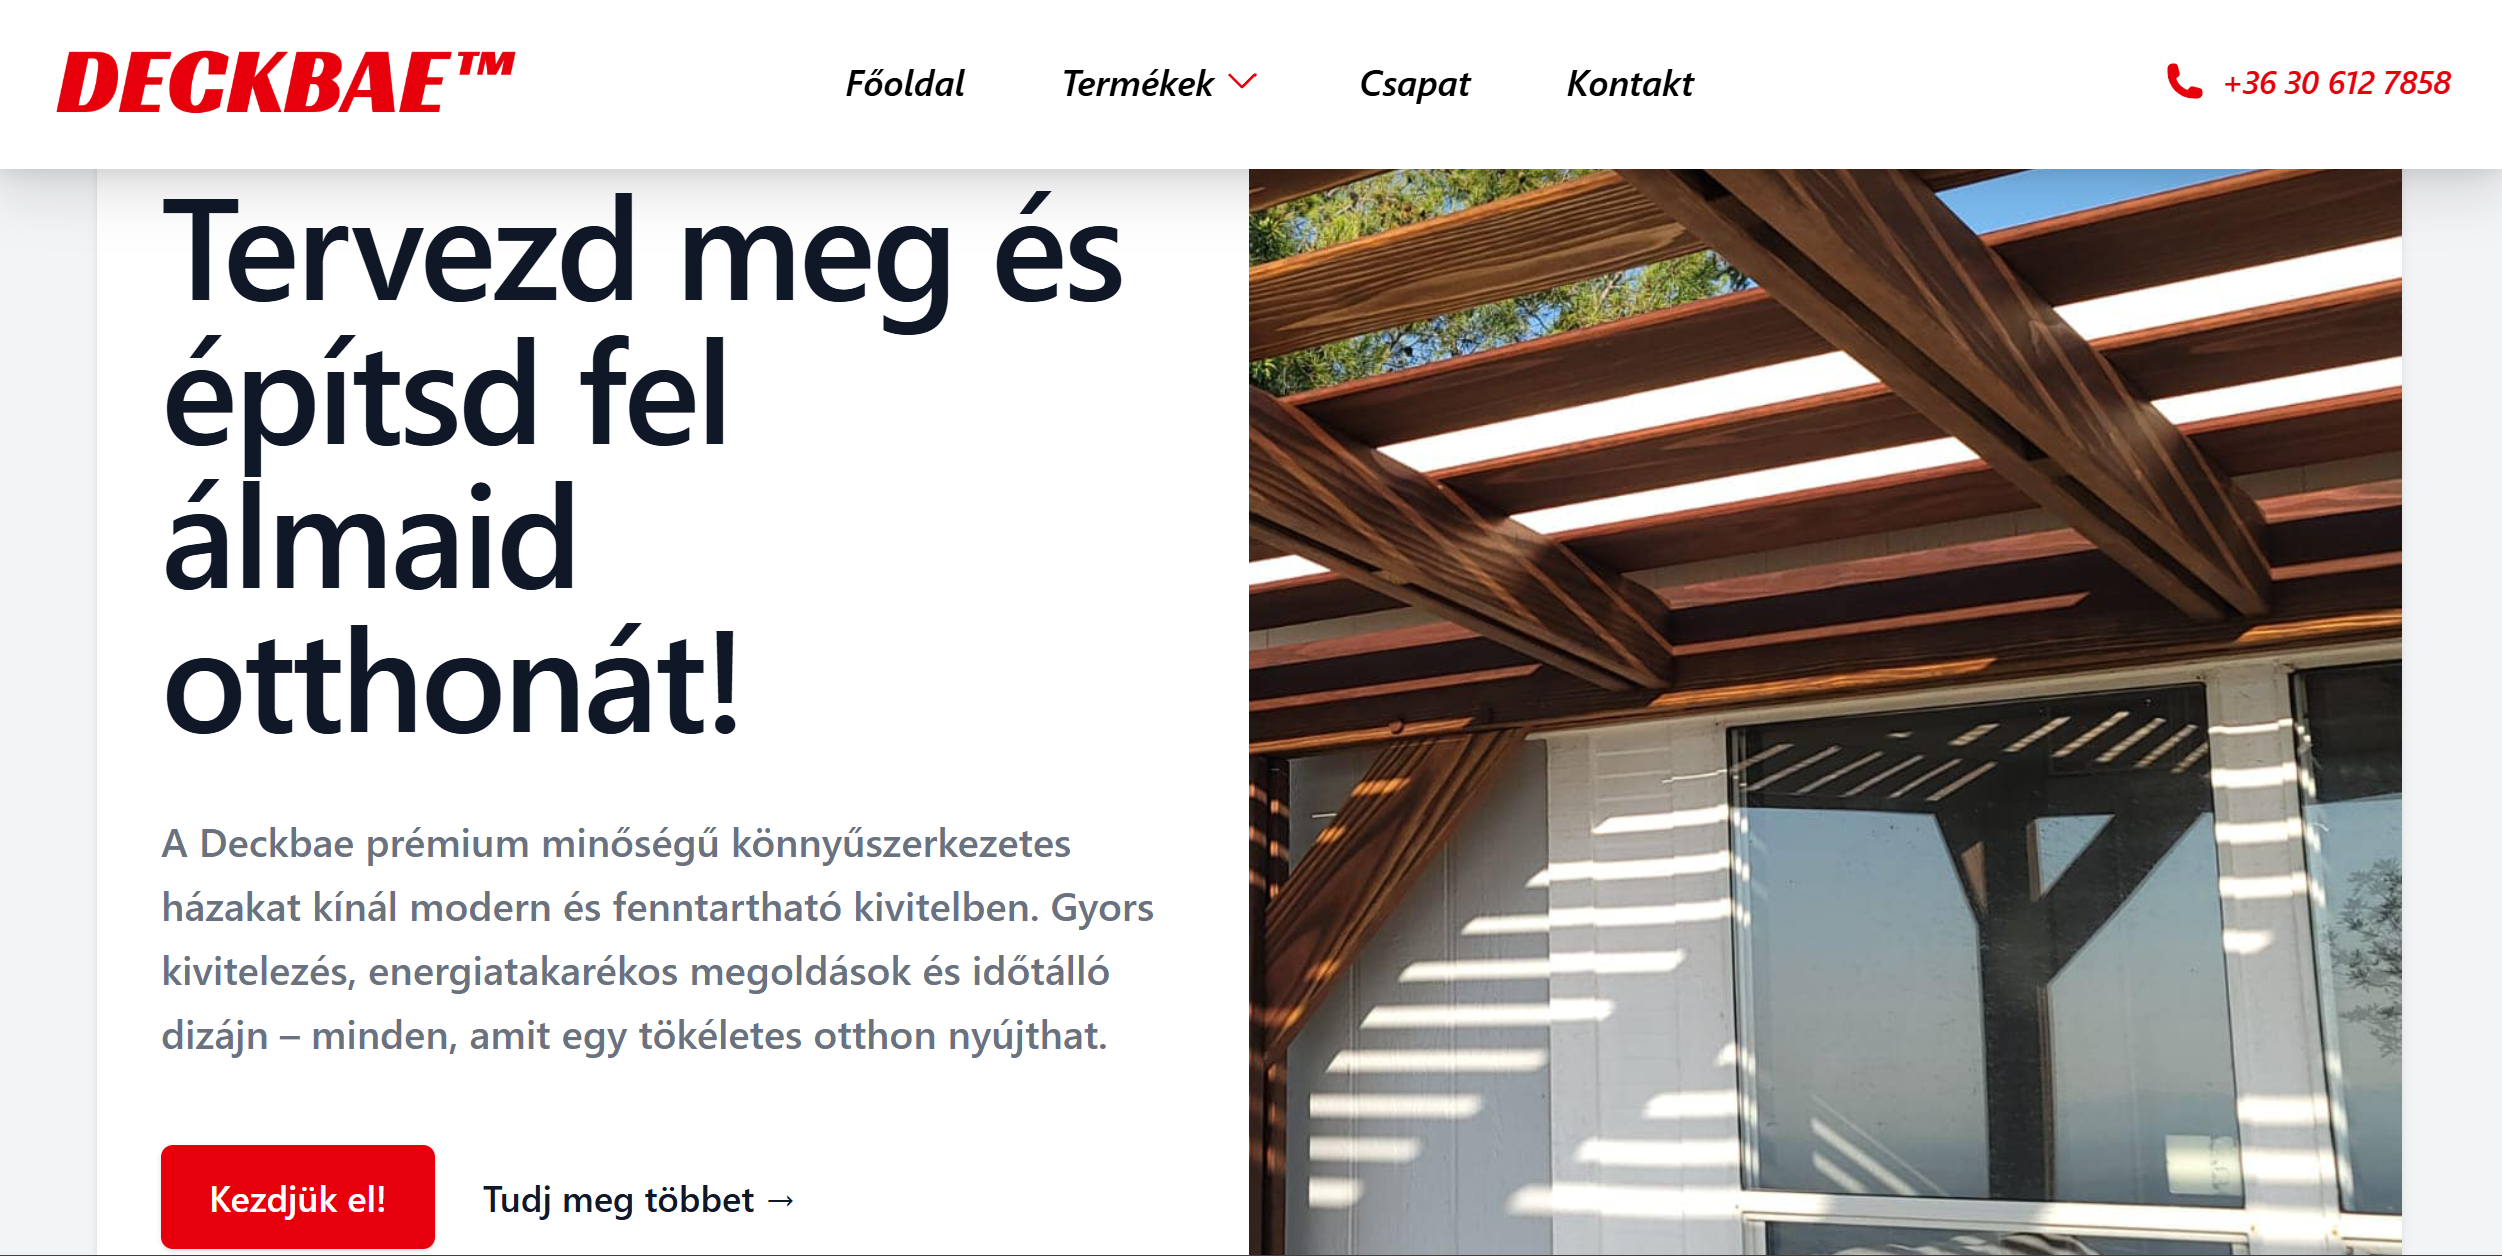 DECKBAE™
Főoldal
Termékek
Csapat
Kontakt
+36 30 612 7858
Tervezd meg és
építsd fel
álmaid
otthonát!
A Deckbae prémium minőségű könnyűszerkezetes
házakat kínál modern és fenntartható kivitelben. Gyors
kivitelezés, energiatakarékos megoldások és időtálló
dizájn – minden, amit egy tökéletes otthon nyújthat.
Kezdjük el!
Tudj meg többet →